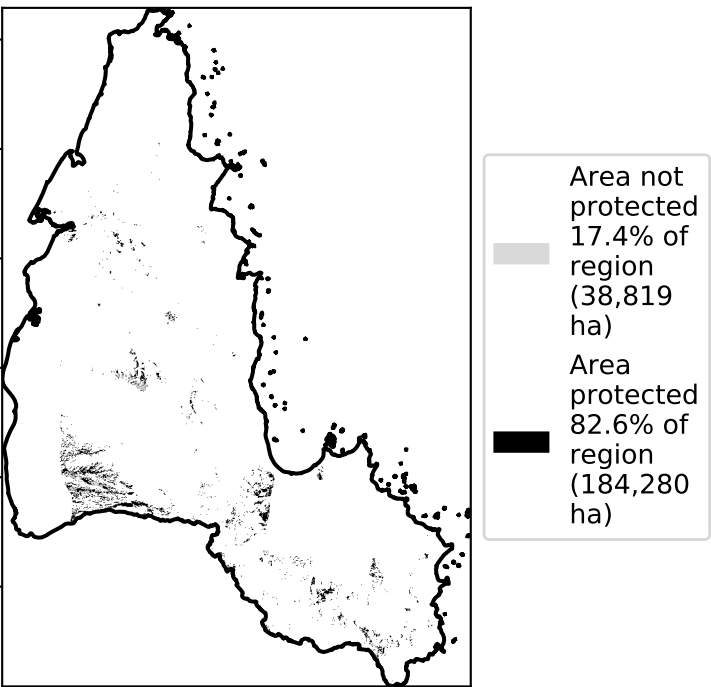 Area not
protected
17.4% of
region
(38,819
ha)
Area
protected
82.6% of
region
(184,280
ha)